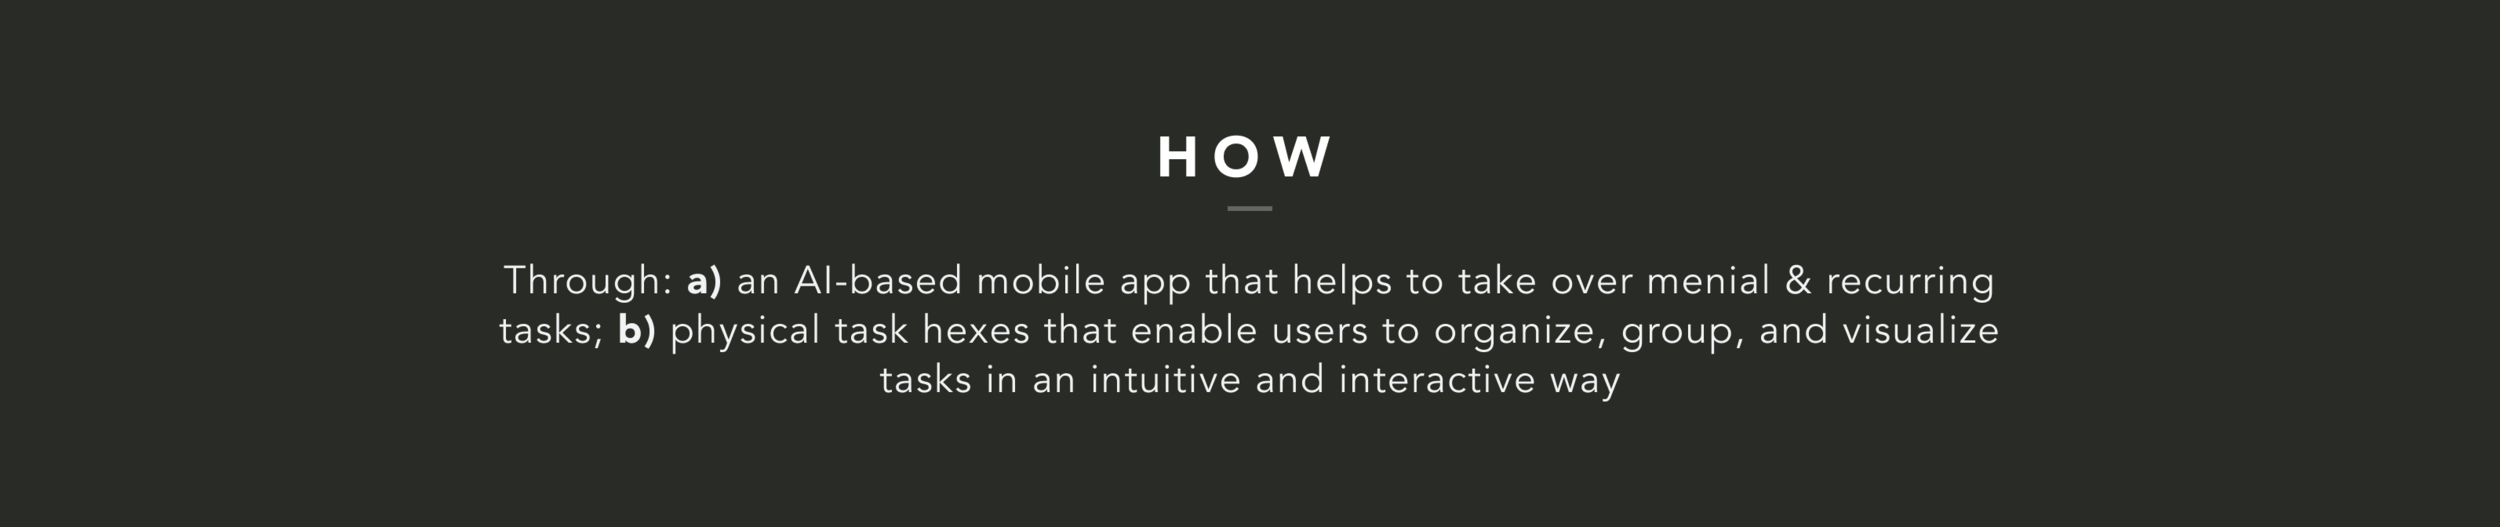 HOW
Through: a) an AI-based mobile app that helps to take over menial & recurring
tasks; b) physical task hexes that enable users to organize, group, and visualize
tasks in an intuitive and interactive way